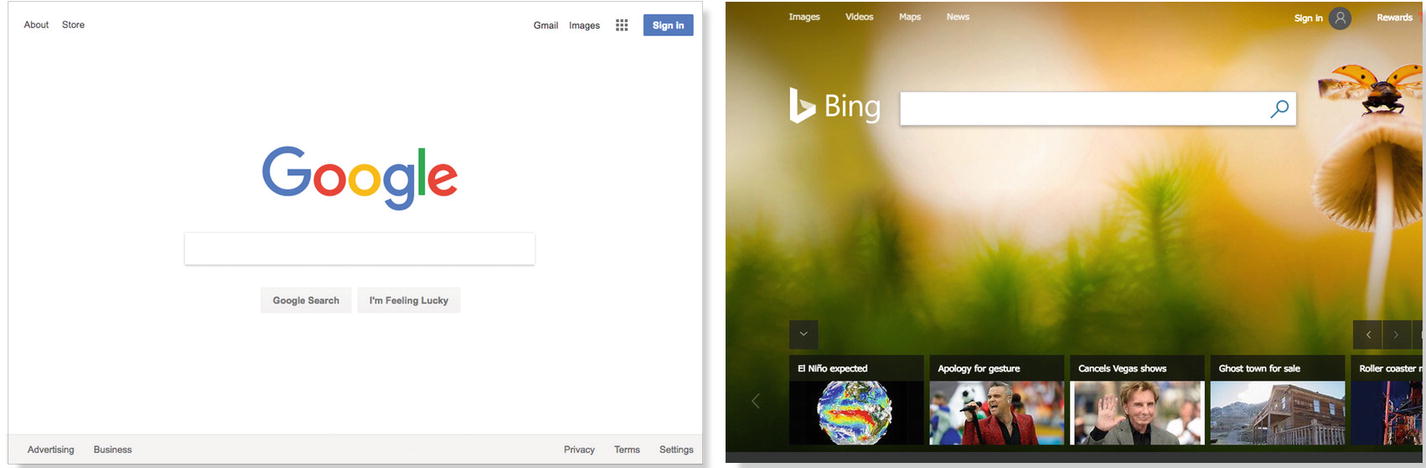 About Store
Gmail Images Sign In
Google
Google Search I'm Feeling Lucky
Advertising Business
Privacy Terms Settings
Images Videos Maps News
Sign in Rewards
Bing
El Niño expected
Apology for gesture
Cancels Vegas shows
Ghost town for sale
Roller coaster